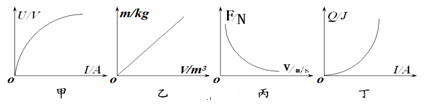 U/V
m/kg
F/N
Q/J
o
I/A
o
V/m³
o
v/m/s
o
I/A
甲
乙
丙
丁